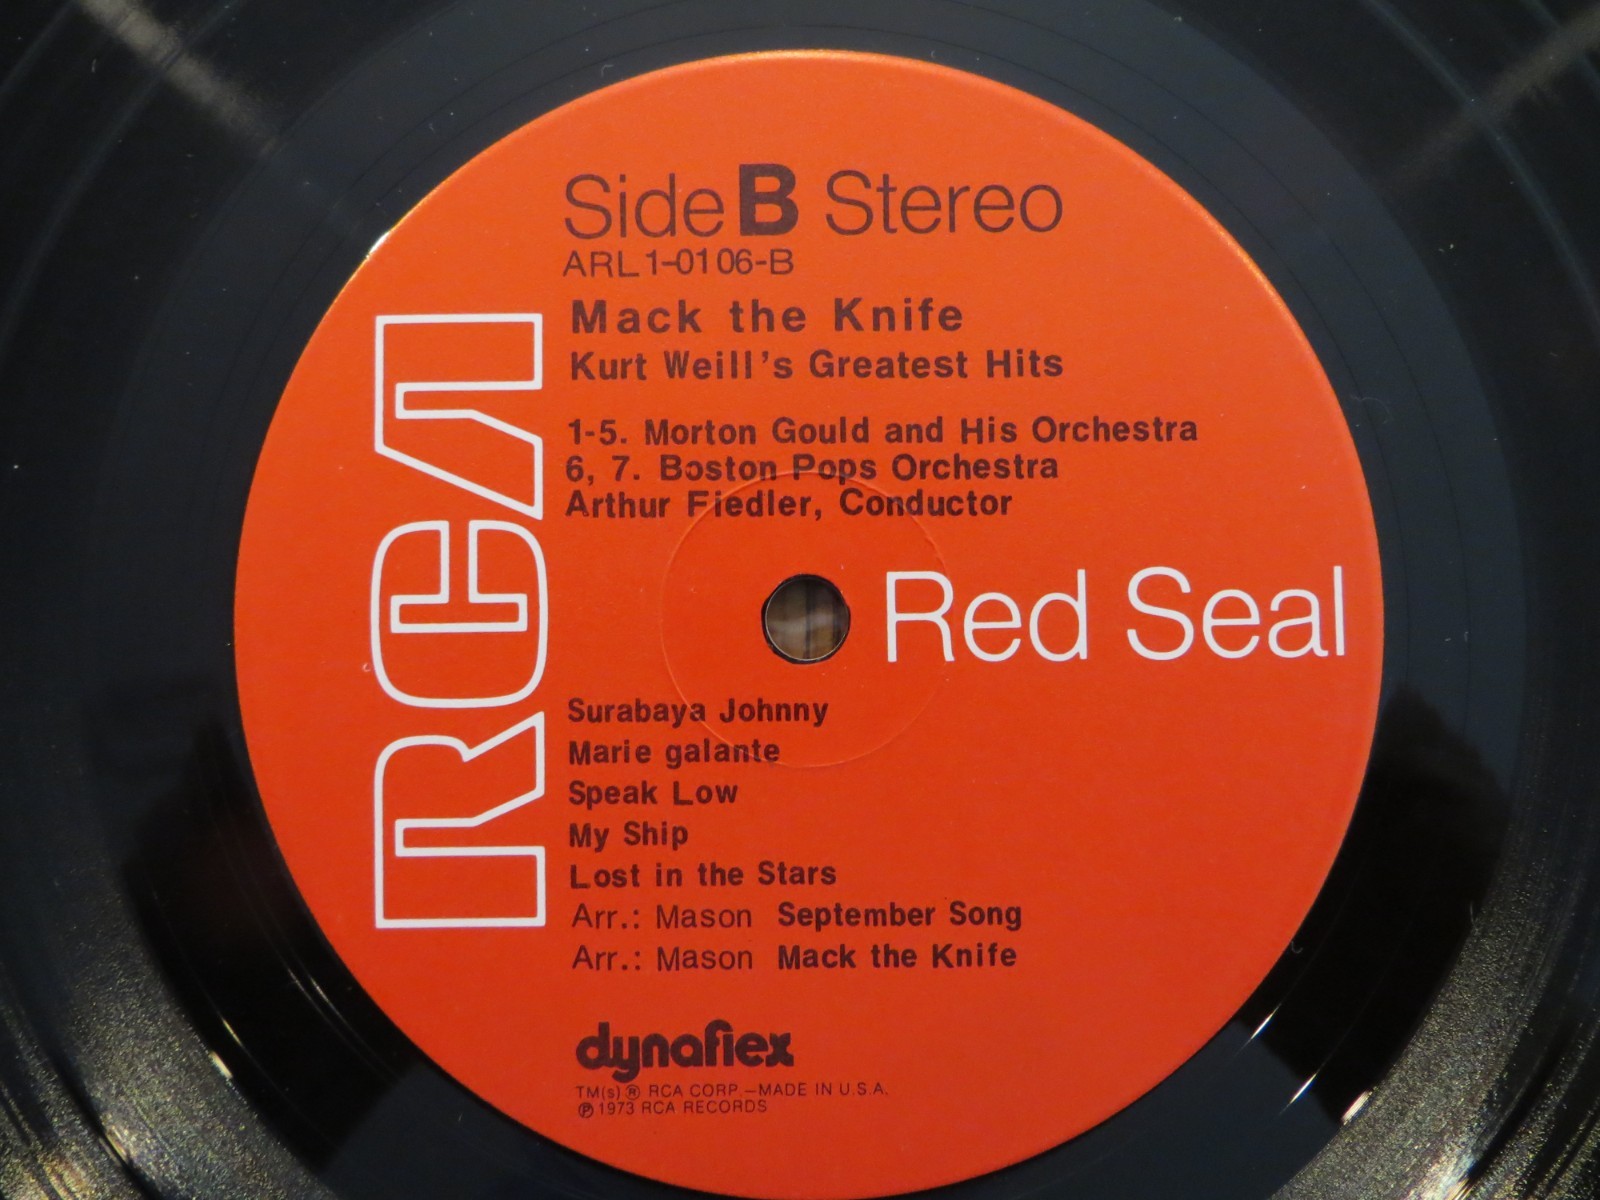 RCA
Side B Stereo
ARL1-0106-B
Mack the Knife
Kurt Weill's Greatest Hits
1-5. Morton Gould and His Orchestra
6, 7. Boston Pops Orchestra
Arthur Fiedler, Conductor
Red Seal
Surabaya Johnny
Marie galante
Speak Low
My Ship
Lost in the Stars
Arr.: Mason September Song
Arr.: Mason Mack the Knife
dynaflex
TM(s) ® RCA CORP.—MADE IN U.S.A.
℗ 1973 RCA RECORDS